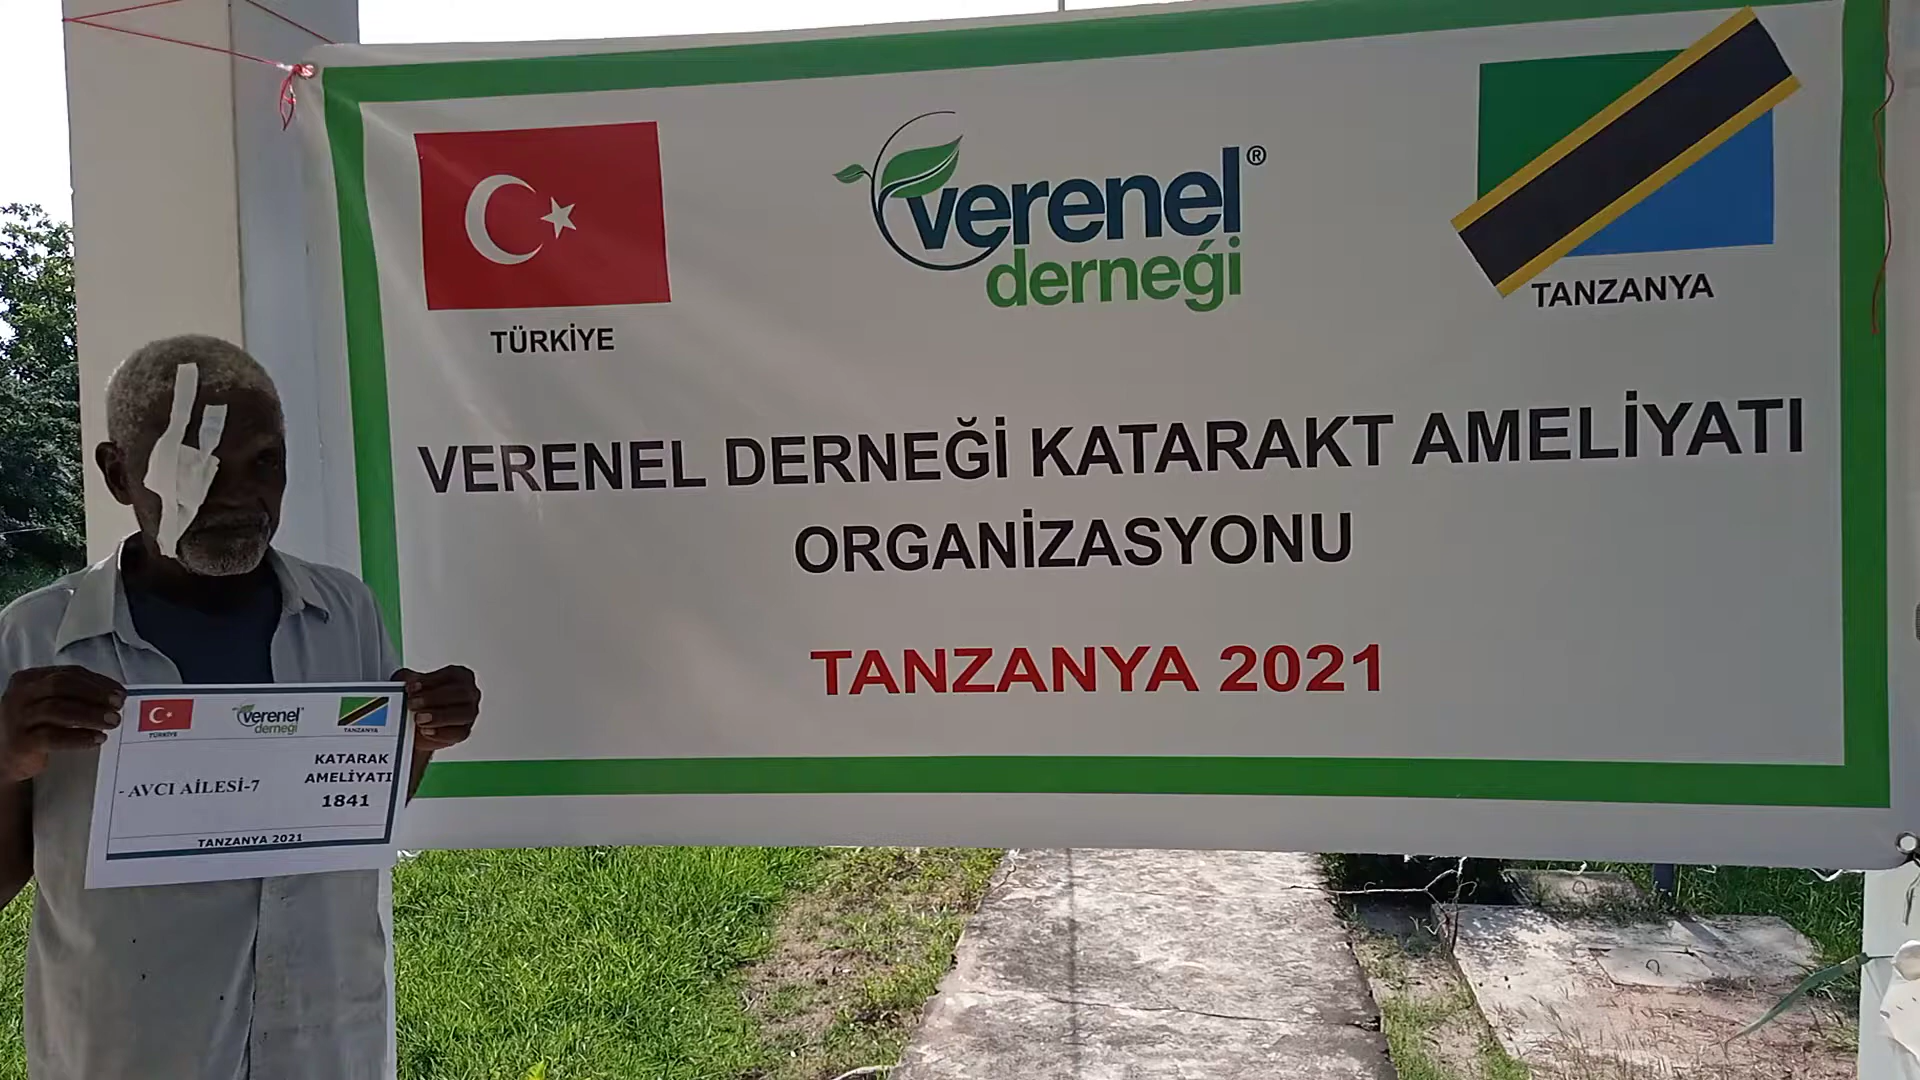 verenel®
derneği
TÜRKİYE
TANZANYA
VERENEL DERNEĞİ KATARAKT AMELİYATI
ORGANİZASYONU
TANZANYA 2021
verenel
derneği
TÜRKİYE
TANZANYA
KATARAK
AMELİYATI
- AVCI AİLESİ-7
1841
TANZANYA 2021